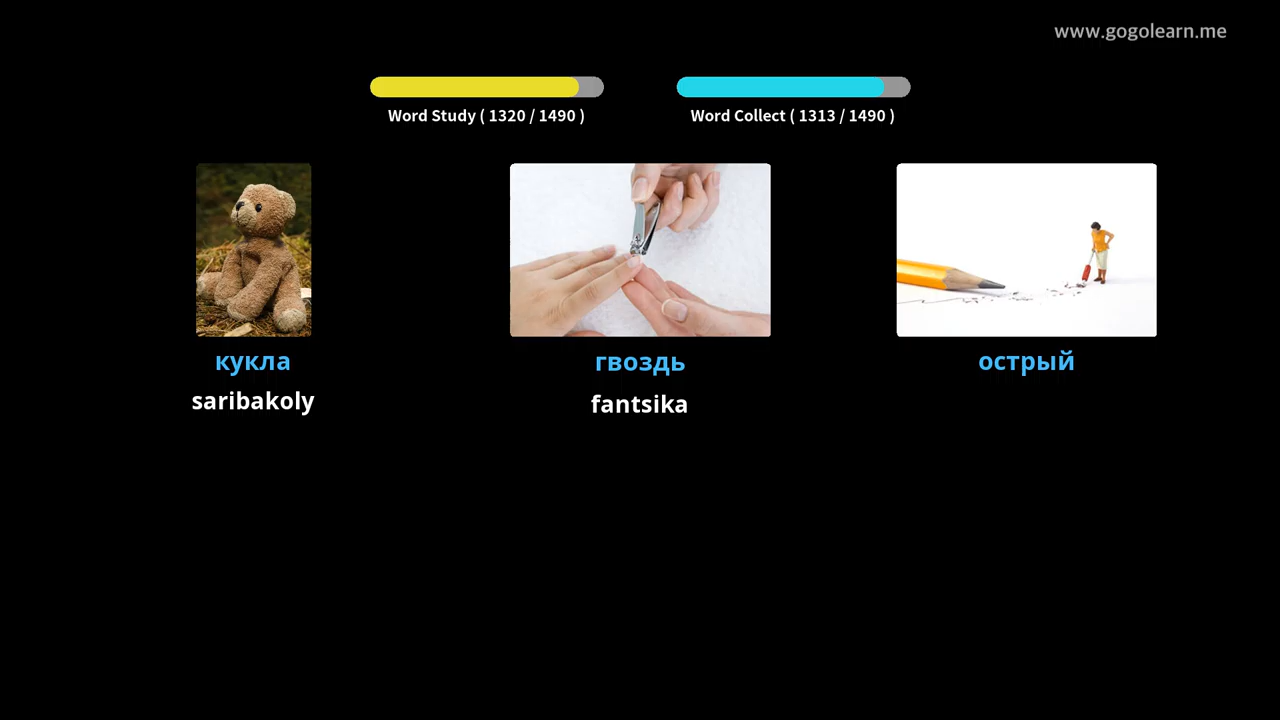 www.gogolearn.me
Word Study ( 1320 / 1490 )
Word Collect ( 1313 / 1490 )
кукла
saribakoly
гвоздь
fantsika
острый